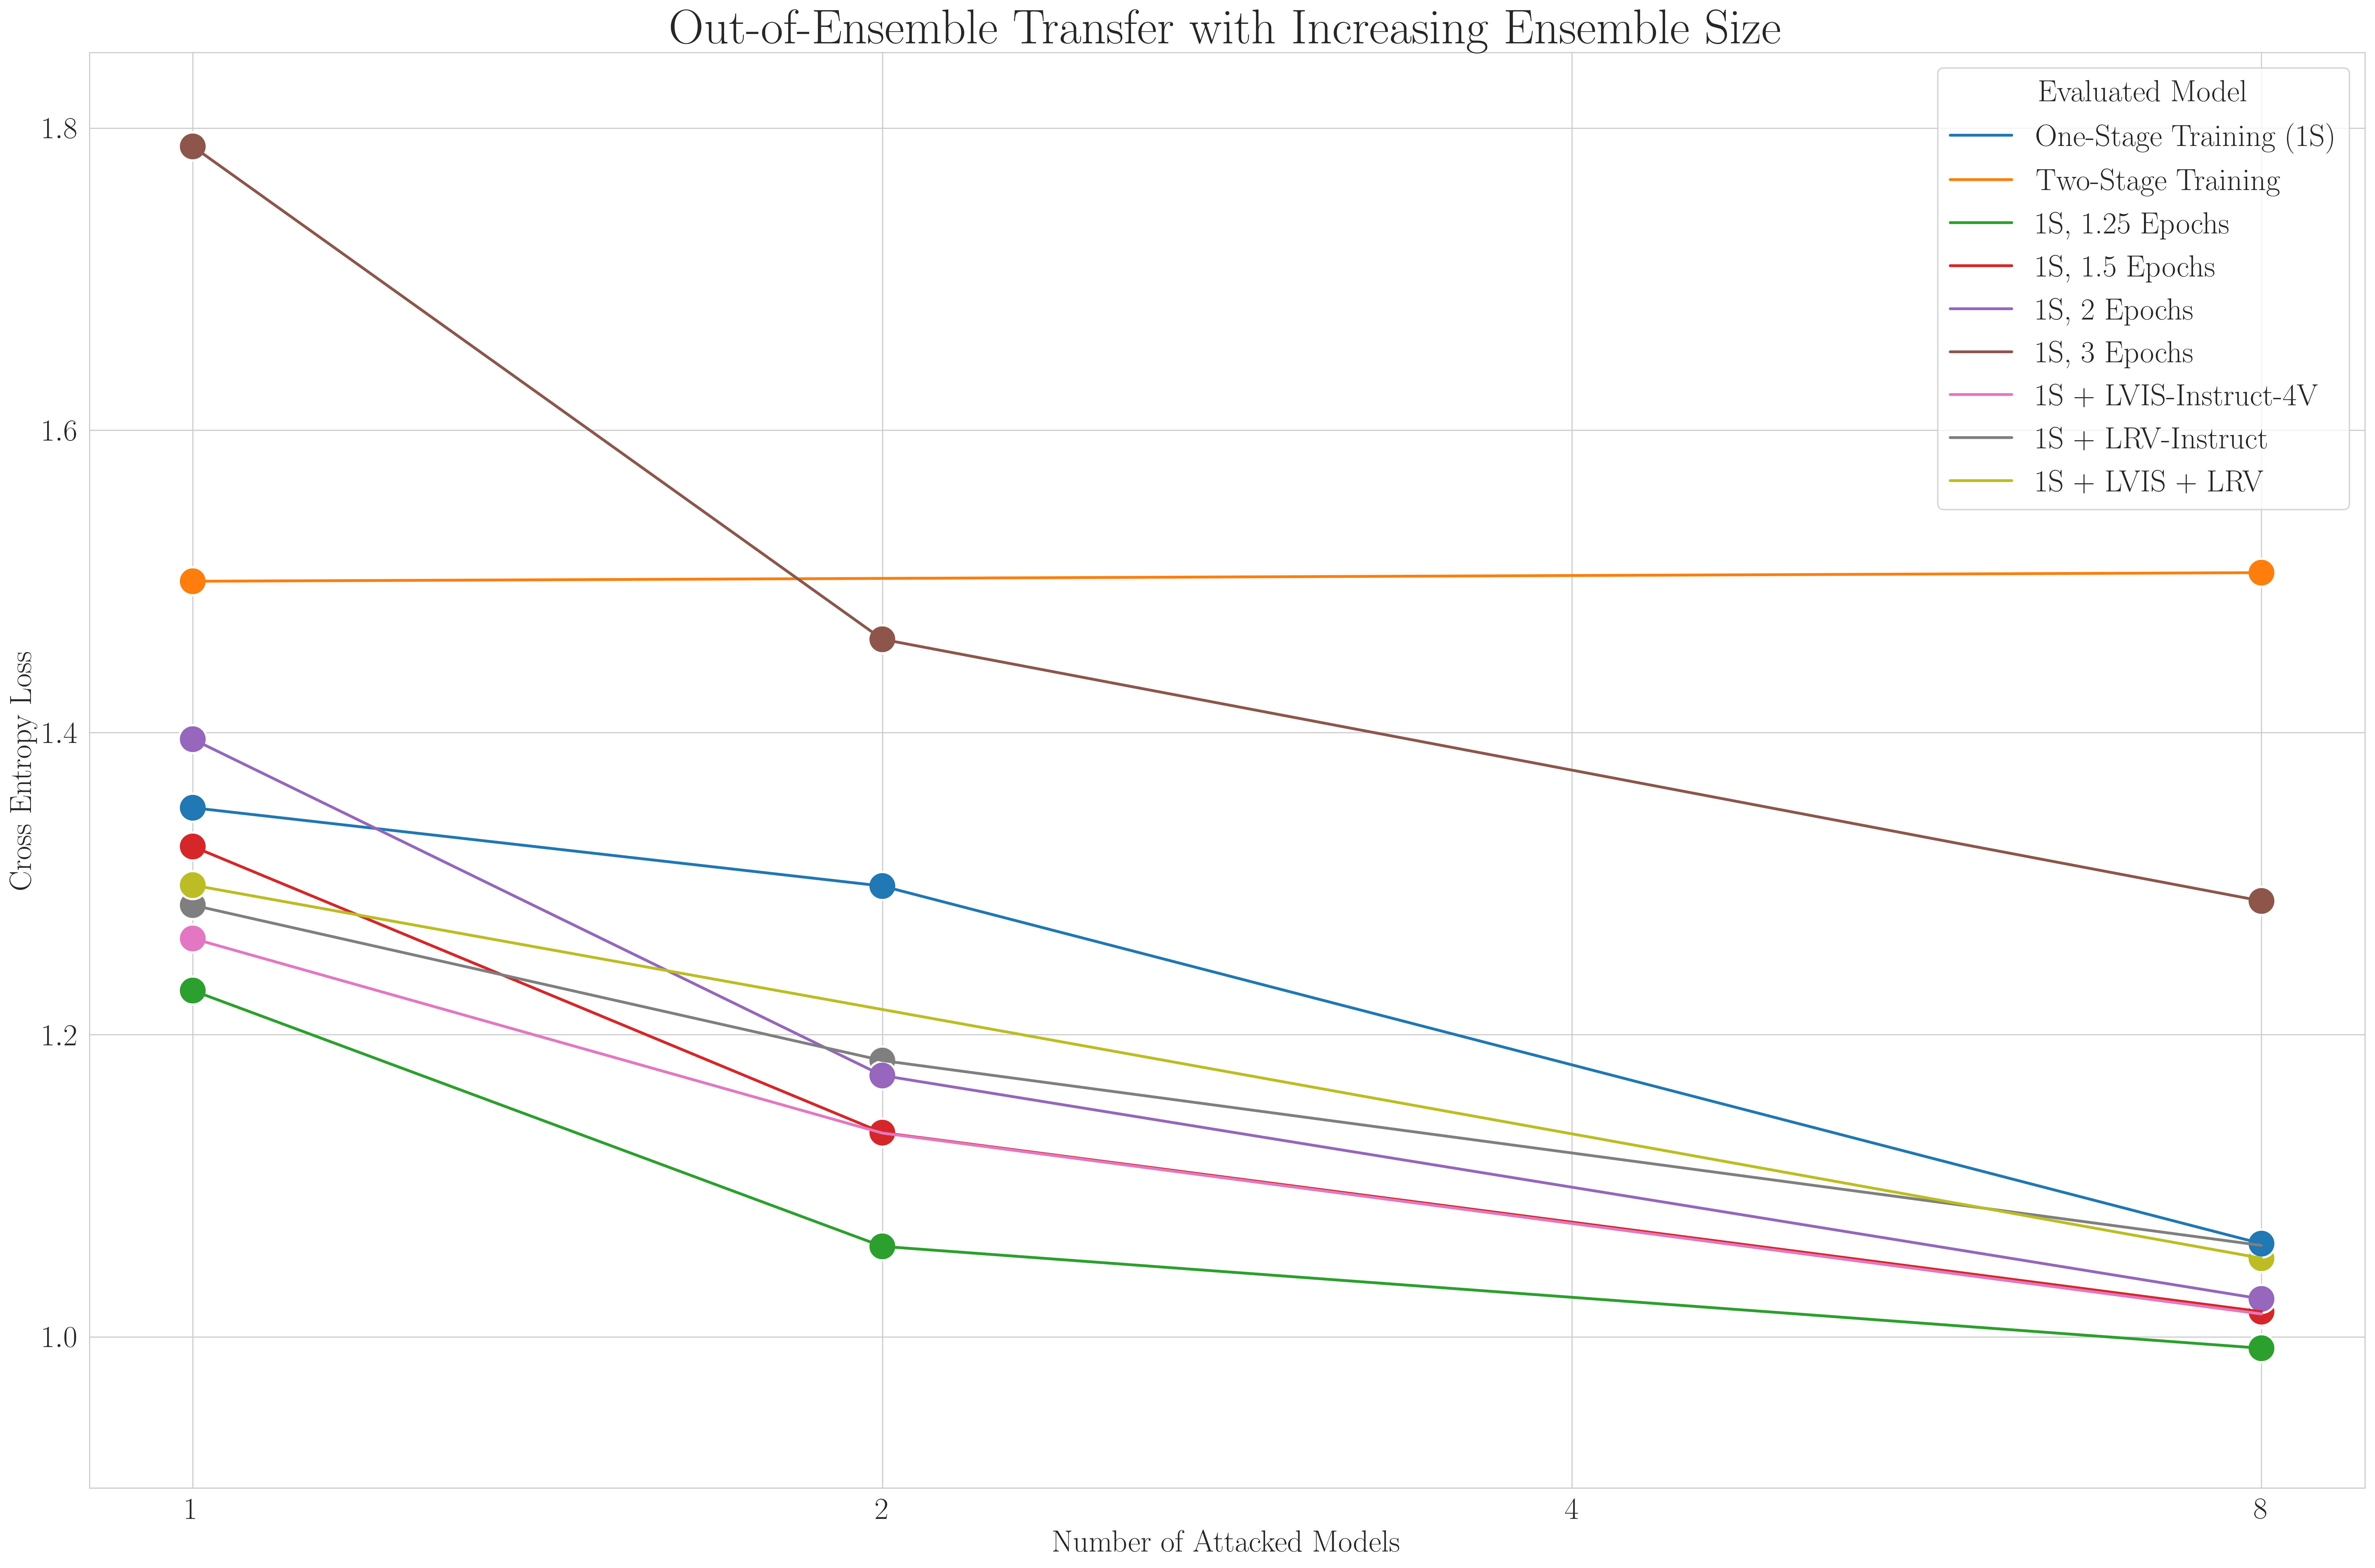 Out-of-Ensemble Transfer with Increasing Ensemble Size
Evaluated Model
One-Stage Training (1S)
Two-Stage Training
1S, 1.25 Epochs
1S, 1.5 Epochs
1S, 2 Epochs
1S, 3 Epochs
1S + LVIS-Instruct-4V
1S + LRV-Instruct
1S + LVIS + LRV
Cross Entropy Loss
1.8
1.6
1.4
1.2
1.0
1 2 4 8
Number of Attacked Models